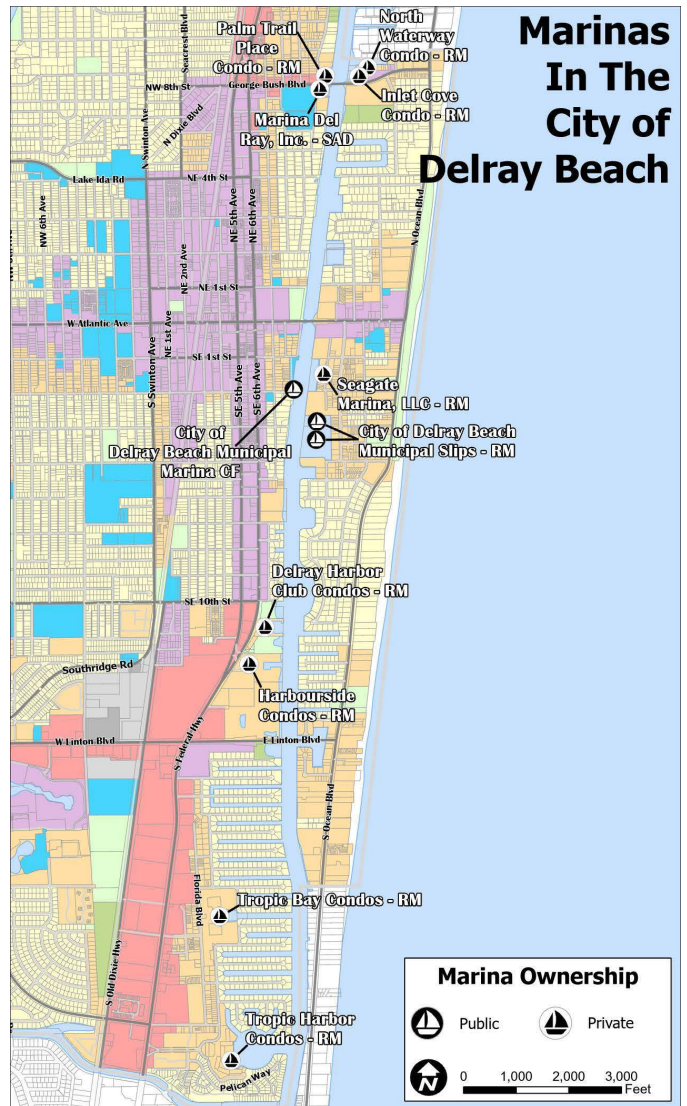 Marinas
In The
City of
Delray Beach
Seacrest Blvd
Palm Trail
Place
Condo - RM
North
Waterway
Condo - RM
NW 8th St
George Bush Blvd
N Dixie Blvd
N Swinton Ave
Marina Del
Ray, Inc. - SAD
Inlet Cove
Condo - RM
Lake Ida Rd
NE 4th St
NW 6th Ave
NE 2nd Ave
NE 5th Ave
NE 6th Ave
N Ocean Blvd
NE 1st St
W Atlantic Ave
NE 1st Ave
SE 1st St
S Swinton Ave
SE 5th Ave
SE 6th Ave
Seagate
Marina, LLC - RM
City of
Delray Beach Municipal
Marina CF
City of Delray Beach
Municipal Slips - RM
Delray Harbor
Club Condos - RM
SE 10th St
Southridge Rd
Harbourside
Condos - RM
S Federal Hwy
W Linton Blvd
E Linton Blvd
S Ocean Blvd
Florida Blvd
Tropic Bay Condos - RM
S Old Dixie Hwy
Tropic Harbor
Condos - RM
Pelican Way
Marina Ownership
Public
Private
N
0 1,000 2,000 3,000
Feet